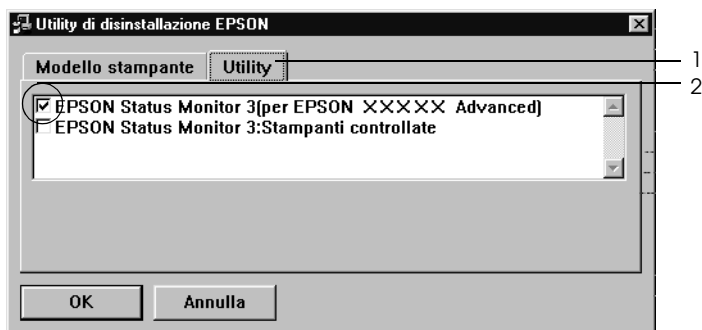 Utility di disinstallazione EPSON
Modello stampante
Utility
1
2
EPSON Status Monitor 3(per EPSON XXXXX Advanced)
EPSON Status Monitor 3:Stampanti controllate
OK
Annulla